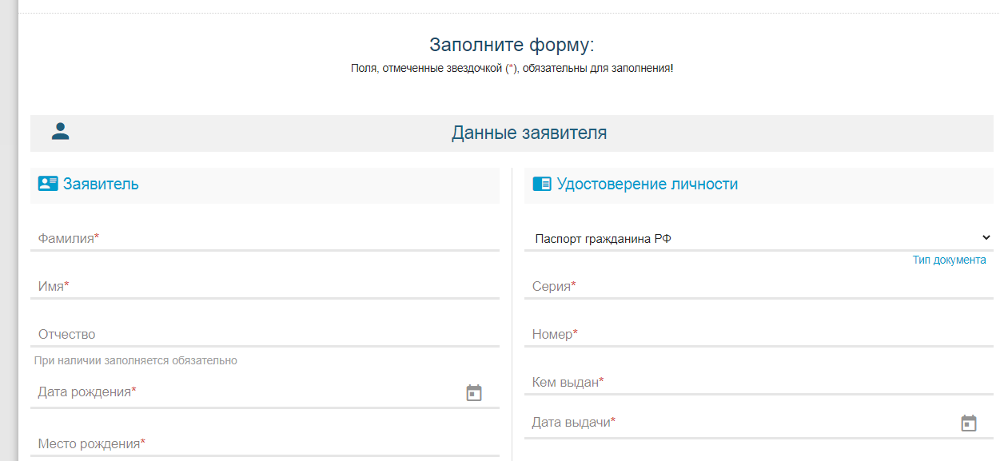 Заполните форму:
Поля, отмеченные звездочкой (*), обязательны для заполнения!
Данные заявителя
Заявитель
Фамилия*
Имя*
Отчество
При наличии заполняется обязательно
Дата рождения*
Место рождения*
Удостоверение личности
Паспорт гражданина РФ
Тип документа
Серия*
Номер*
Кем выдан*
Дата выдачи*